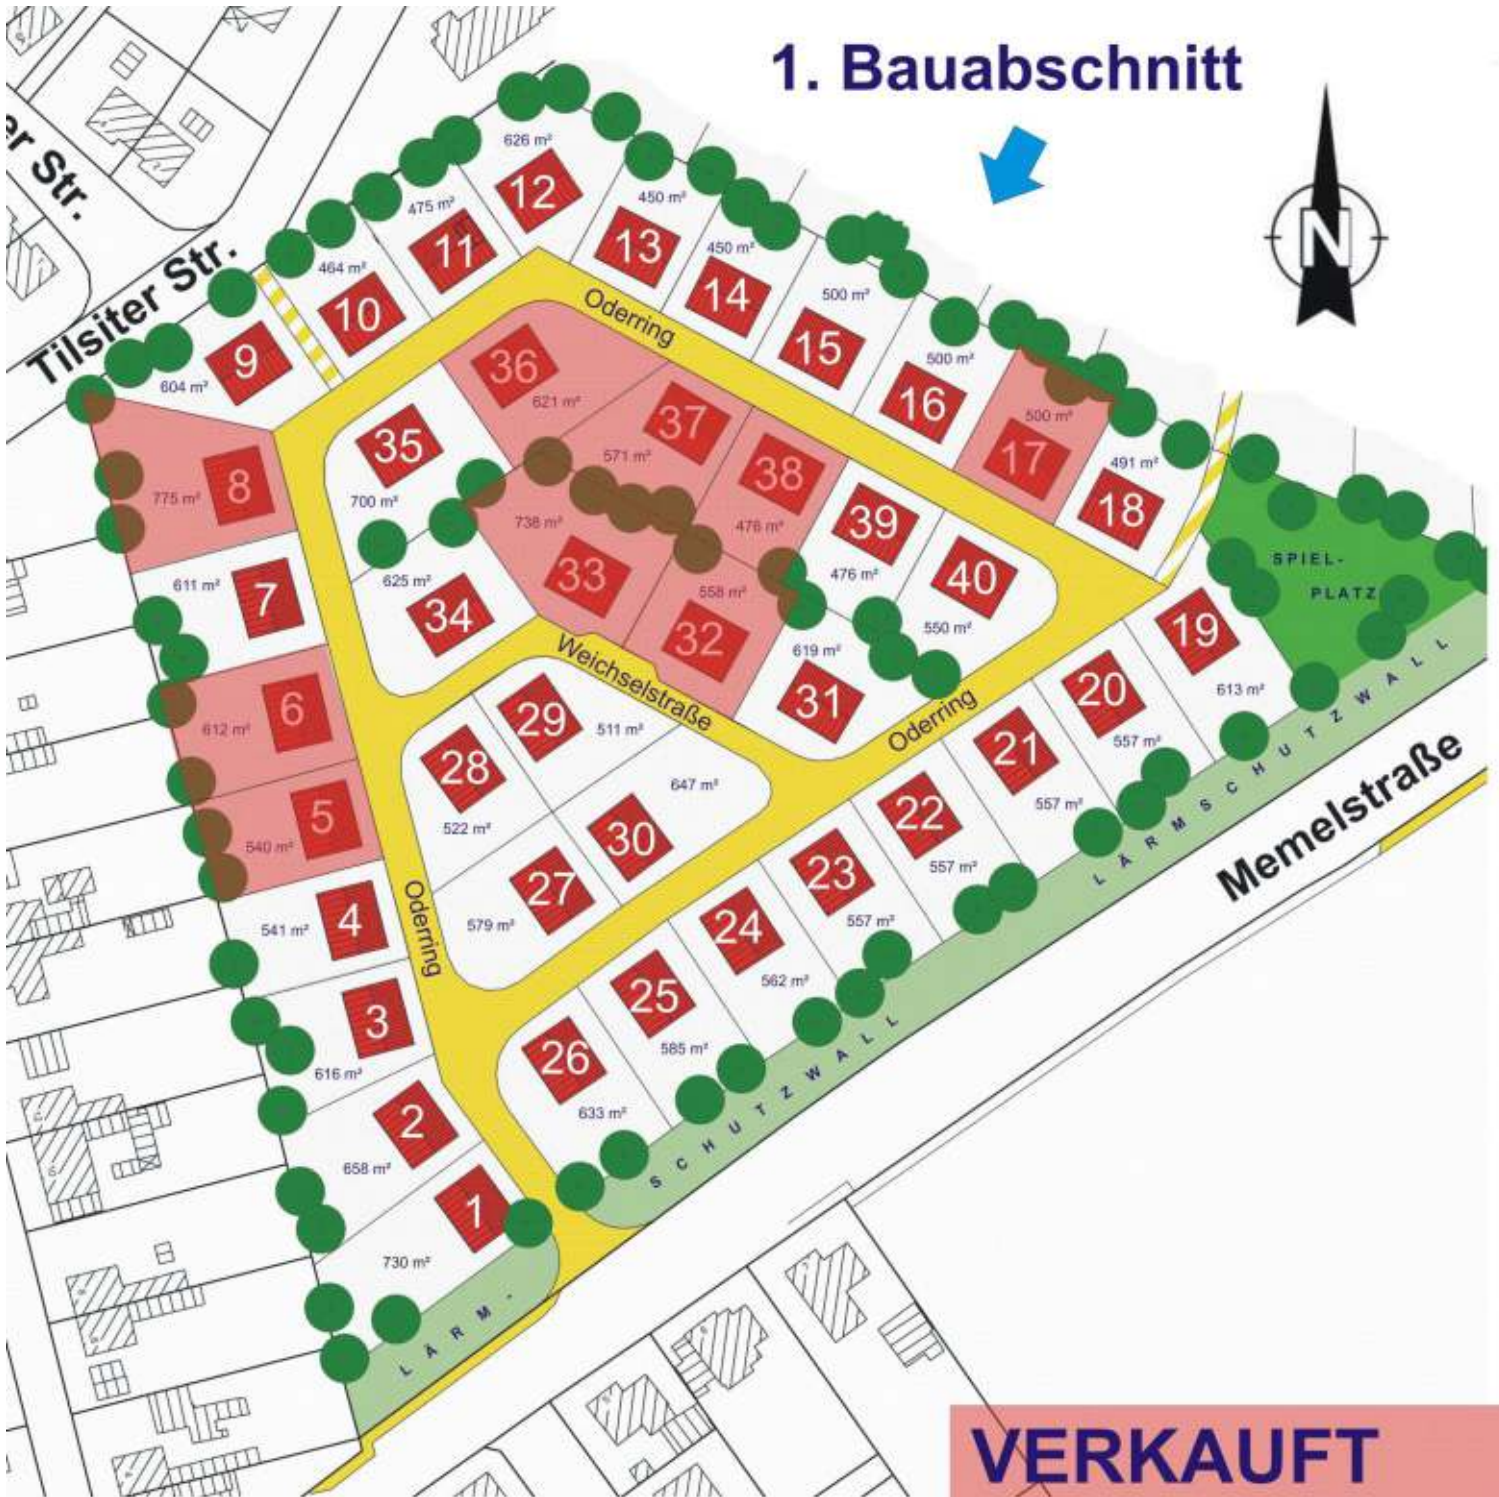 1. Bauabschnitt
er Str.
Tilsiter Str.
N
626 m²
12
475 m²
11
450 m²
13
464 m²
10
450 m²
14
Oderring
500 m²
15
9
604 m²
36
621 m²
500 m²
16
500 m²
17
37
571 m²
38
476 m²
491 m²
18
35
700 m²
8
775 m²
738 m²
33
39
476 m²
40
550 m²
SPIEL-
PLATZ
611 m²
7
625 m²
34
558 m²
32
619 m²
31
19
613 m²
Weichselstraße
6
612 m²
29
511 m²
28
522 m²
647 m²
30
Oderring
20
557 m²
21
557 m²
LÄRMSCHUTZWALL
Memelstraße
5
540 m²
22
557 m²
23
557 m²
27
579 m²
Oderring
4
541 m²
24
562 m²
25
585 m²
3
616 m²
26
633 m²
SCHUTZWALL
2
658 m²
1
730 m²
LÄRM-
VERKAUFT